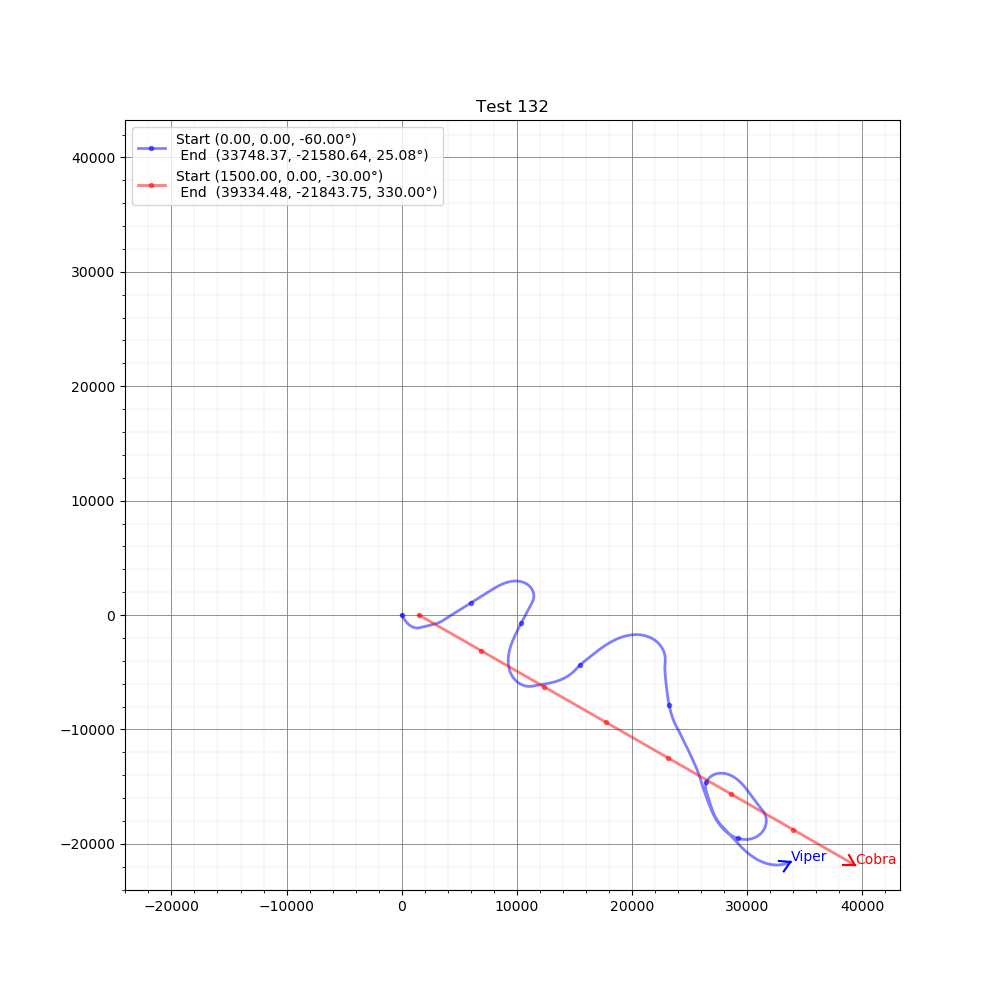 Test 132
Start (0.00, 0.00, -60.00°)
End (33748.37, -21580.64, 25.08°)
Start (1500.00, 0.00, -30.00°)
End (39334.48, -21843.75, 330.00°)
40000
30000
20000
10000
0
−10000
−20000
Viper
Cobra
−20000 −10000 0 10000 20000 30000 40000